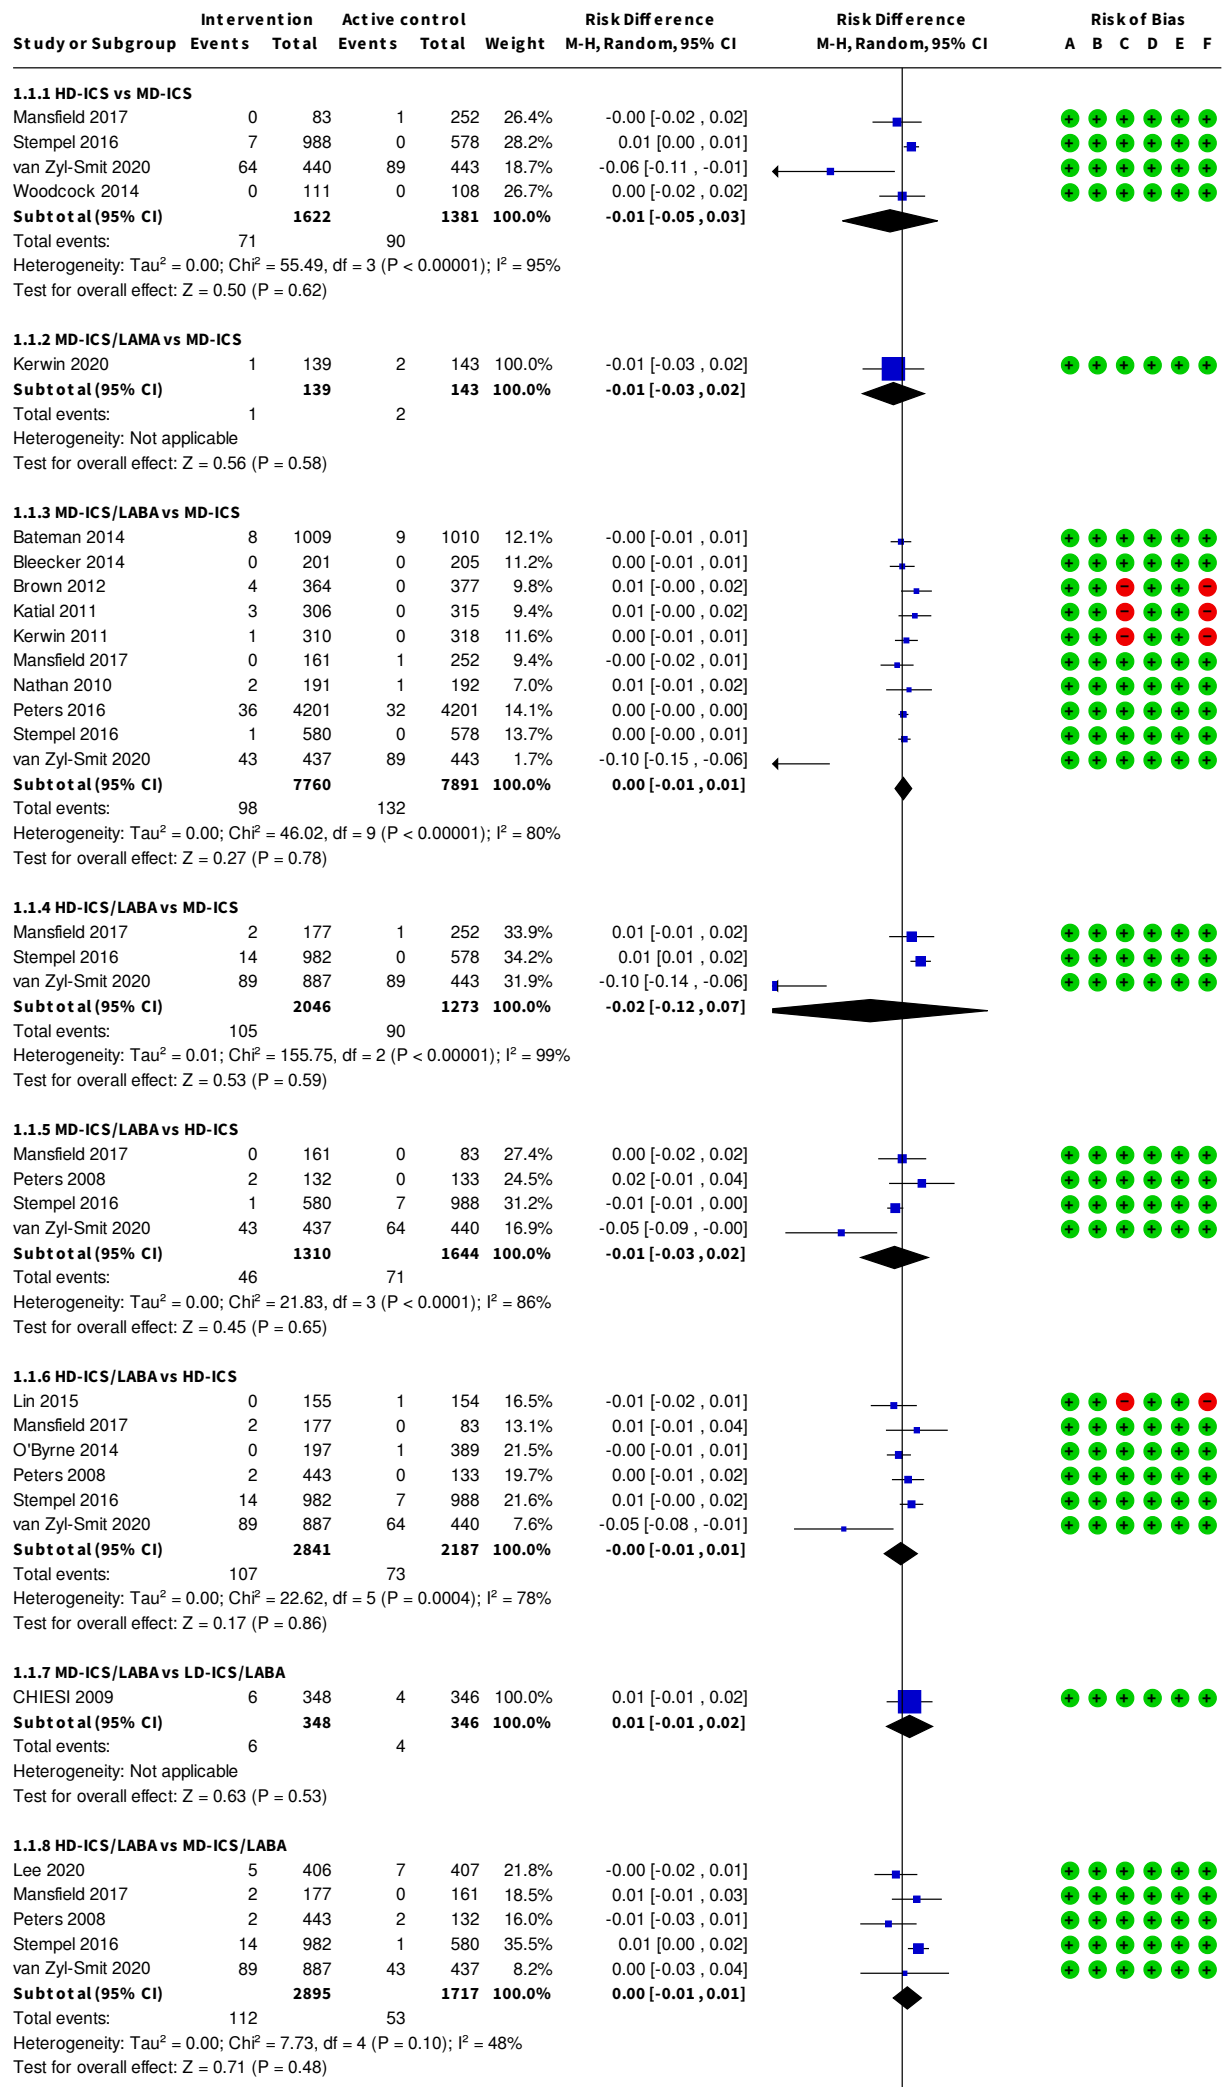 Intervention Active control Risk Difference Risk Difference Risk of Bias
Study or Subgroup Events Total Events Total Weight M-H, Random, 95% CI M-H, Random, 95% CI A B C D E F
1.1.1 HD-ICS vs MD-ICS
Mansfield 2017 0 83 1 252 26.4% -0.00 [-0.02 , 0.02] + + + + + +
Stempel 2016 7 988 0 578 28.2% 0.01 [0.00 , 0.01] + + + + + +
van Zyl-Smit 2020 64 440 89 443 18.7% -0.06 [-0.11 , -0.01] + + + + + +
Woodcock 2014 0 111 0 108 26.7% 0.00 [-0.02 , 0.02] + + + + + +
Subtotal (95% CI) 1622 1381 100.0% -0.01 [-0.05 , 0.03]
Total events: 71 90
Heterogeneity: Tau² = 0.00; Chi² = 55.49, df = 3 (P < 0.00001); I² = 95%
Test for overall effect: Z = 0.50 (P = 0.62)
1.1.2 MD-ICS/LAMA vs MD-ICS
Kerwin 2020 1 139 2 143 100.0% -0.01 [-0.03 , 0.02] + + + + + +
Subtotal (95% CI) 139 143 100.0% -0.01 [-0.03 , 0.02]
Total events: 1 2
Heterogeneity: Not applicable
Test for overall effect: Z = 0.56 (P = 0.58)
1.1.3 MD-ICS/LABA vs MD-ICS
Bateman 2014 8 1009 9 1010 12.1% -0.00 [-0.01 , 0.01] + + + + + +
Bleecker 2014 0 201 0 205 11.2% 0.00 [-0.01 , 0.01] + + + + + +
Brown 2012 4 364 0 377 9.8% 0.01 [-0.00 , 0.02] + + − + + −
Katial 2011 3 306 0 315 9.4% 0.01 [-0.00 , 0.02] + + − + + −
Kerwin 2011 1 310 0 318 11.6% 0.00 [-0.01 , 0.01] + + − + + −
Mansfield 2017 0 161 1 252 9.4% -0.00 [-0.02 , 0.01] + + + + + +
Nathan 2010 2 191 1 192 7.0% 0.01 [-0.01 , 0.02] + + + + + +
Peters 2016 36 4201 32 4201 14.1% 0.00 [-0.00 , 0.00] + + + + + +
Stempel 2016 1 580 0 578 13.7% 0.00 [-0.00 , 0.01] + + + + + +
van Zyl-Smit 2020 43 437 89 443 1.7% -0.10 [-0.15 , -0.06] + + + + + +
Subtotal (95% CI) 7760 7891 100.0% 0.00 [-0.01 , 0.01]
Total events: 98 132
Heterogeneity: Tau² = 0.00; Chi² = 46.02, df = 9 (P < 0.00001); I² = 80%
Test for overall effect: Z = 0.27 (P = 0.78)
1.1.4 HD-ICS/LABA vs MD-ICS
Mansfield 2017 2 177 1 252 33.9% 0.01 [-0.01 , 0.02] + + + + + +
Stempel 2016 14 982 0 578 34.2% 0.01 [0.01 , 0.02] + + + + + +
van Zyl-Smit 2020 89 887 89 443 31.9% -0.10 [-0.14 , -0.06] + + + + + +
Subtotal (95% CI) 2046 1273 100.0% -0.02 [-0.12 , 0.07]
Total events: 105 90
Heterogeneity: Tau² = 0.01; Chi² = 155.75, df = 2 (P < 0.00001); I² = 99%
Test for overall effect: Z = 0.53 (P = 0.59)
1.1.5 MD-ICS/LABA vs HD-ICS
Mansfield 2017 0 161 0 83 27.4% 0.00 [-0.02 , 0.02] + + + + + +
Peters 2008 2 132 0 133 24.5% 0.02 [-0.01 , 0.04] + + + + + +
Stempel 2016 1 580 7 988 31.2% -0.01 [-0.01 , 0.00] + + + + + +
van Zyl-Smit 2020 43 437 64 440 16.9% -0.05 [-0.09 , -0.00] + + + + + +
Subtotal (95% CI) 1310 1644 100.0% -0.01 [-0.03 , 0.02]
Total events: 46 71
Heterogeneity: Tau² = 0.00; Chi² = 21.83, df = 3 (P < 0.0001); I² = 86%
Test for overall effect: Z = 0.45 (P = 0.65)
1.1.6 HD-ICS/LABA vs HD-ICS
Lin 2015 0 155 1 154 16.5% -0.01 [-0.02 , 0.01] + + − + + −
Mansfield 2017 2 177 0 83 13.1% 0.01 [-0.01 , 0.04] + + + + + +
O'Byrne 2014 0 197 1 389 21.5% -0.00 [-0.01 , 0.01] + + + + + +
Peters 2008 2 443 0 133 19.7% 0.00 [-0.01 , 0.02] + + + + + +
Stempel 2016 14 982 7 988 21.6% 0.01 [-0.00 , 0.02] + + + + + +
van Zyl-Smit 2020 89 887 64 440 7.6% -0.05 [-0.08 , -0.01] + + + + + +
Subtotal (95% CI) 2841 2187 100.0% -0.00 [-0.01 , 0.01]
Total events: 107 73
Heterogeneity: Tau² = 0.00; Chi² = 22.62, df = 5 (P = 0.0004); I² = 78%
Test for overall effect: Z = 0.17 (P = 0.86)
1.1.7 MD-ICS/LABA vs LD-ICS/LABA
CHIESI 2009 6 348 4 346 100.0% 0.01 [-0.01 , 0.02] + + + + + +
Subtotal (95% CI) 348 346 100.0% 0.01 [-0.01 , 0.02]
Total events: 6 4
Heterogeneity: Not applicable
Test for overall effect: Z = 0.63 (P = 0.53)
1.1.8 HD-ICS/LABA vs MD-ICS/LABA
Lee 2020 5 406 7 407 21.8% -0.00 [-0.02 , 0.01] + + + + + +
Mansfield 2017 2 177 0 161 18.5% 0.01 [-0.01 , 0.03] + + + + + +
Peters 2008 2 443 2 132 16.0% -0.01 [-0.03 , 0.01] + + + + + +
Stempel 2016 14 982 1 580 35.5% 0.01 [0.00 , 0.02] + + + + + +
van Zyl-Smit 2020 89 887 43 437 8.2% 0.00 [-0.03 , 0.04] + + + + + +
Subtotal (95% CI) 2895 1717 100.0% 0.00 [-0.01 , 0.01]
Total events: 112 53
Heterogeneity: Tau² = 0.00; Chi² = 7.73, df = 4 (P = 0.10); I² = 48%
Test for overall effect: Z = 0.71 (P = 0.48)